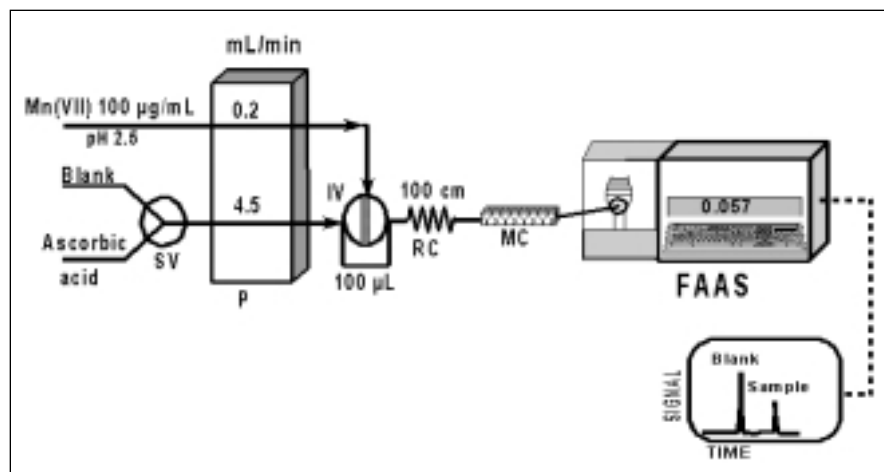 mL/min
Mn(VII) 100 µg/mL
0.2
pH 2.5
Blank
4.5
IV
100 cm
0.057
Ascorbic
acid
SV
RC
MC
100 µL
P
FAAS
Blank
Sample
SIGNAL
TIME